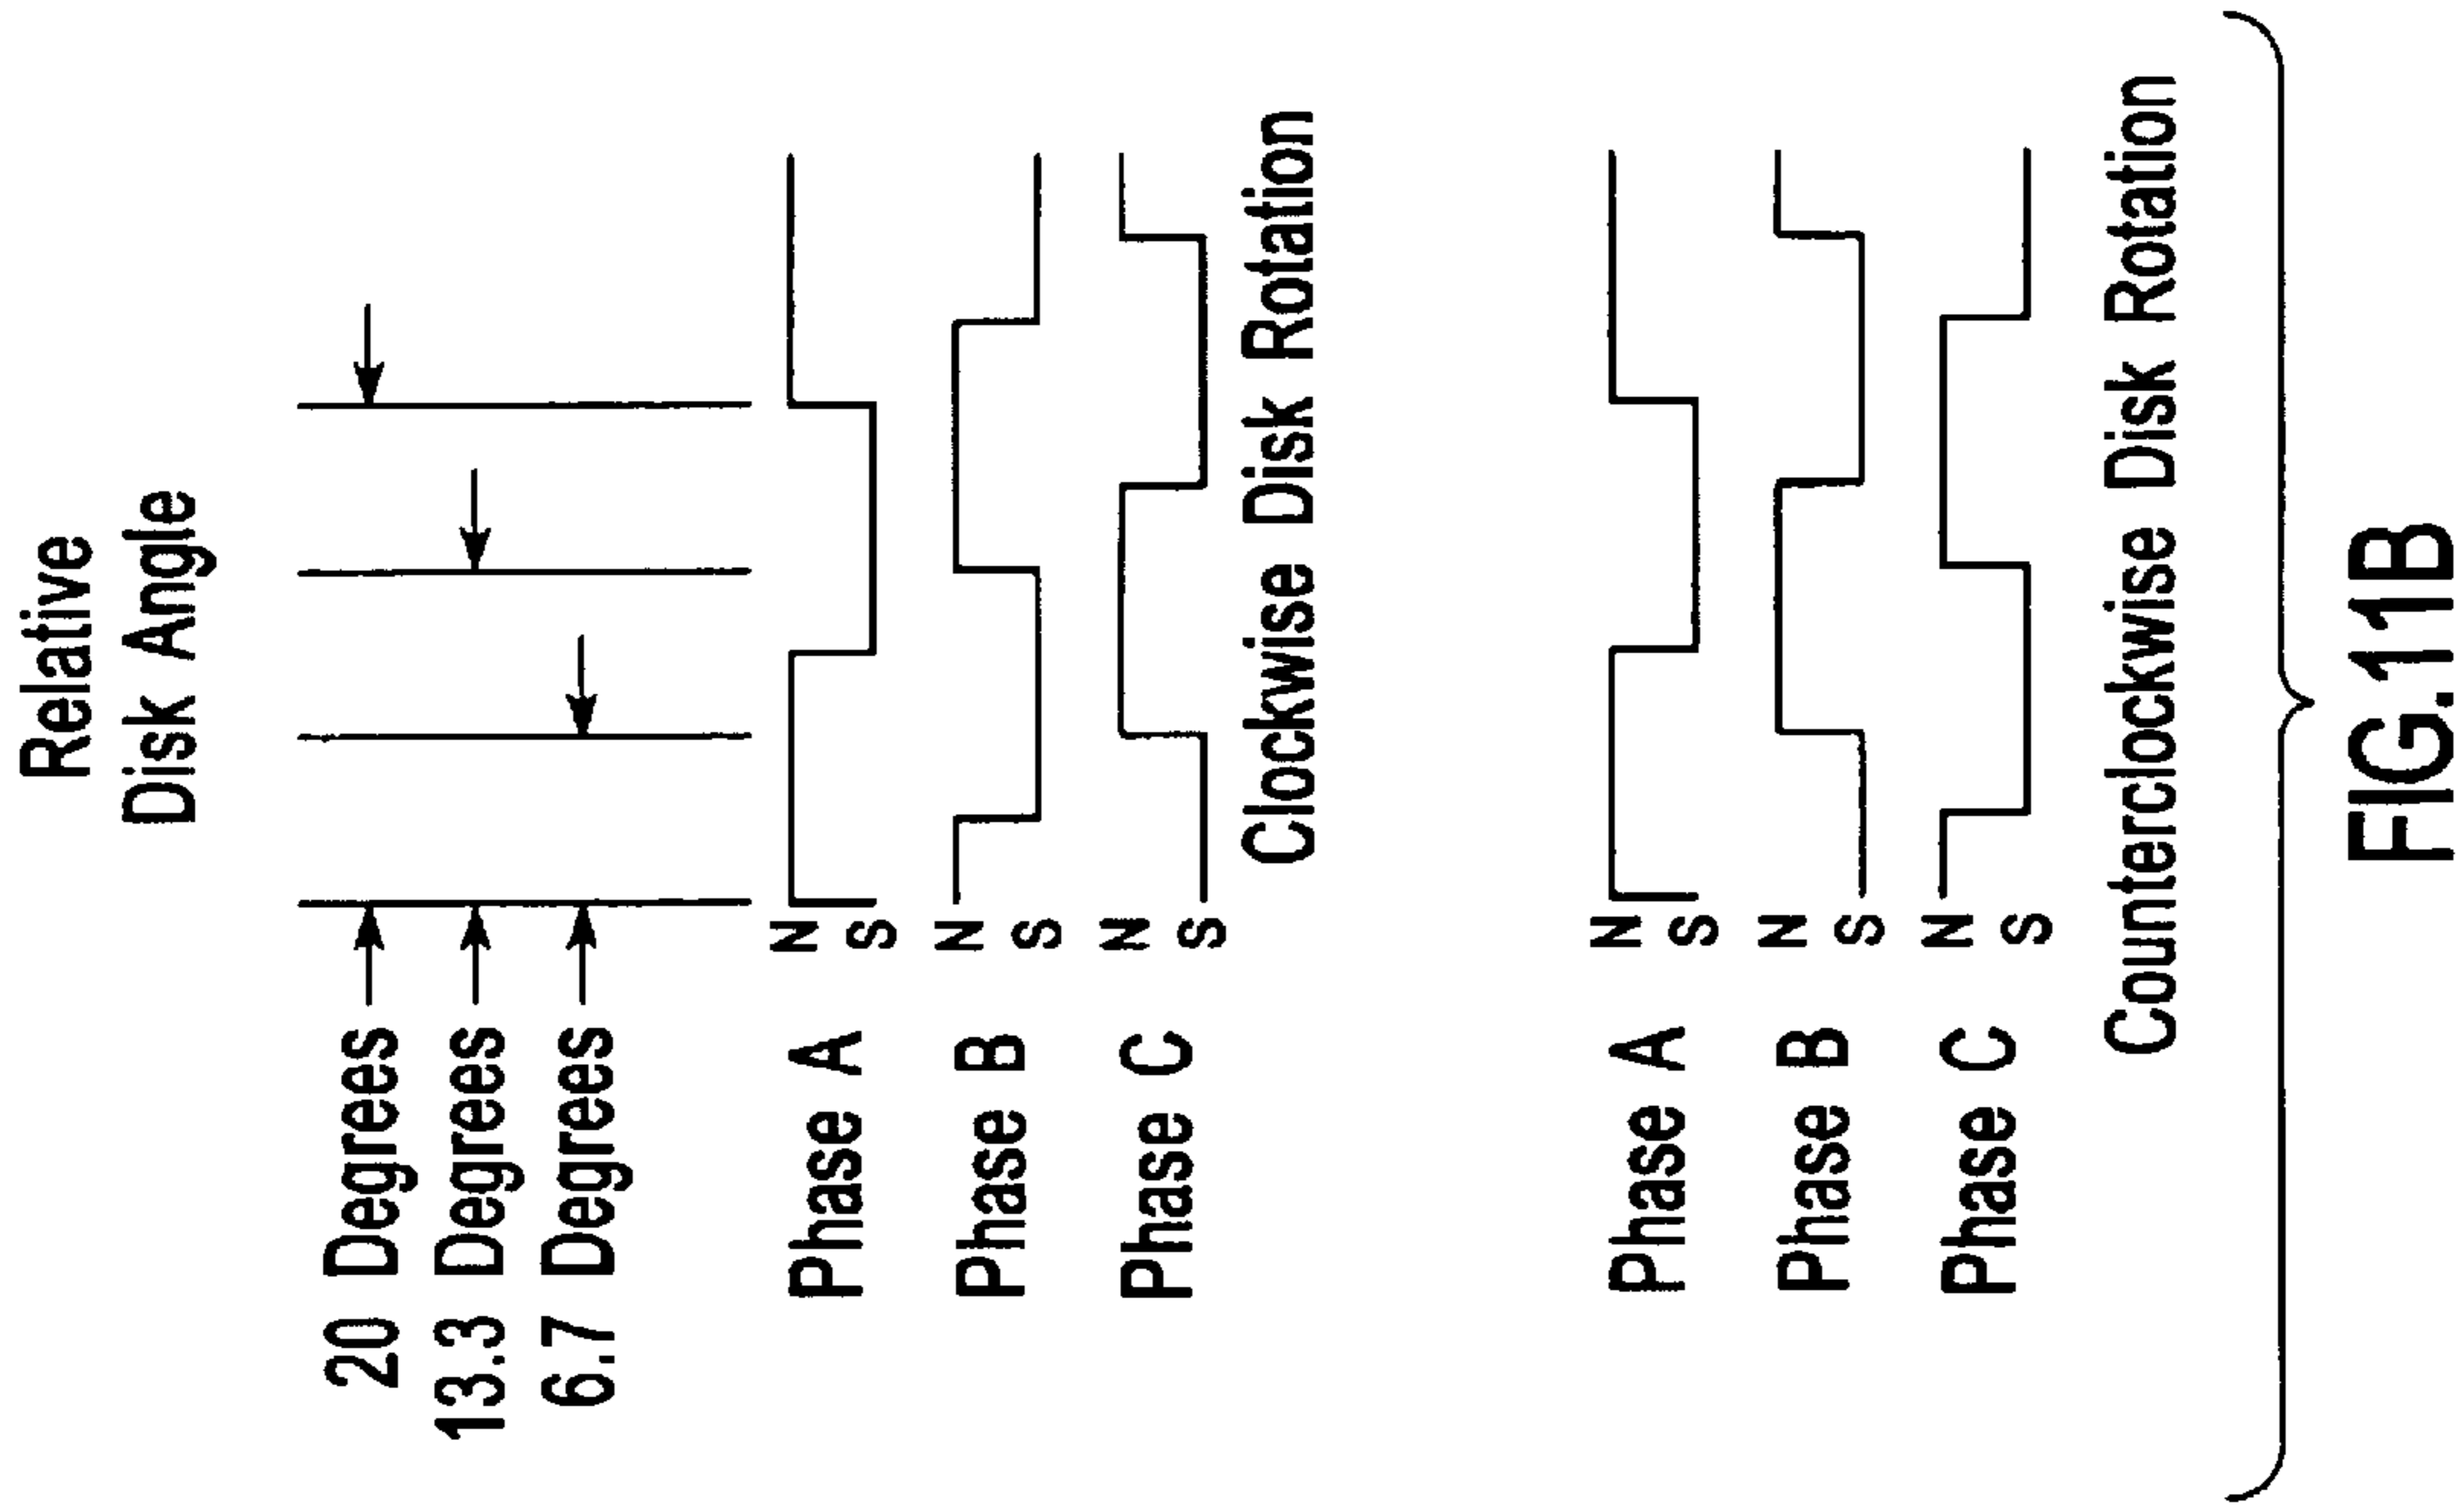 Relative
Disk Angle
20 Degrees
13.3 Degrees
6.7 Degrees
N
Phase A
S
N
Phase B
S
N
Phase C
S
Clockwise Disk Rotation
N
Phase A
S
N
Phase B
S
N
Phase C
S
Counterclockwise Disk Rotation
FIG.11B